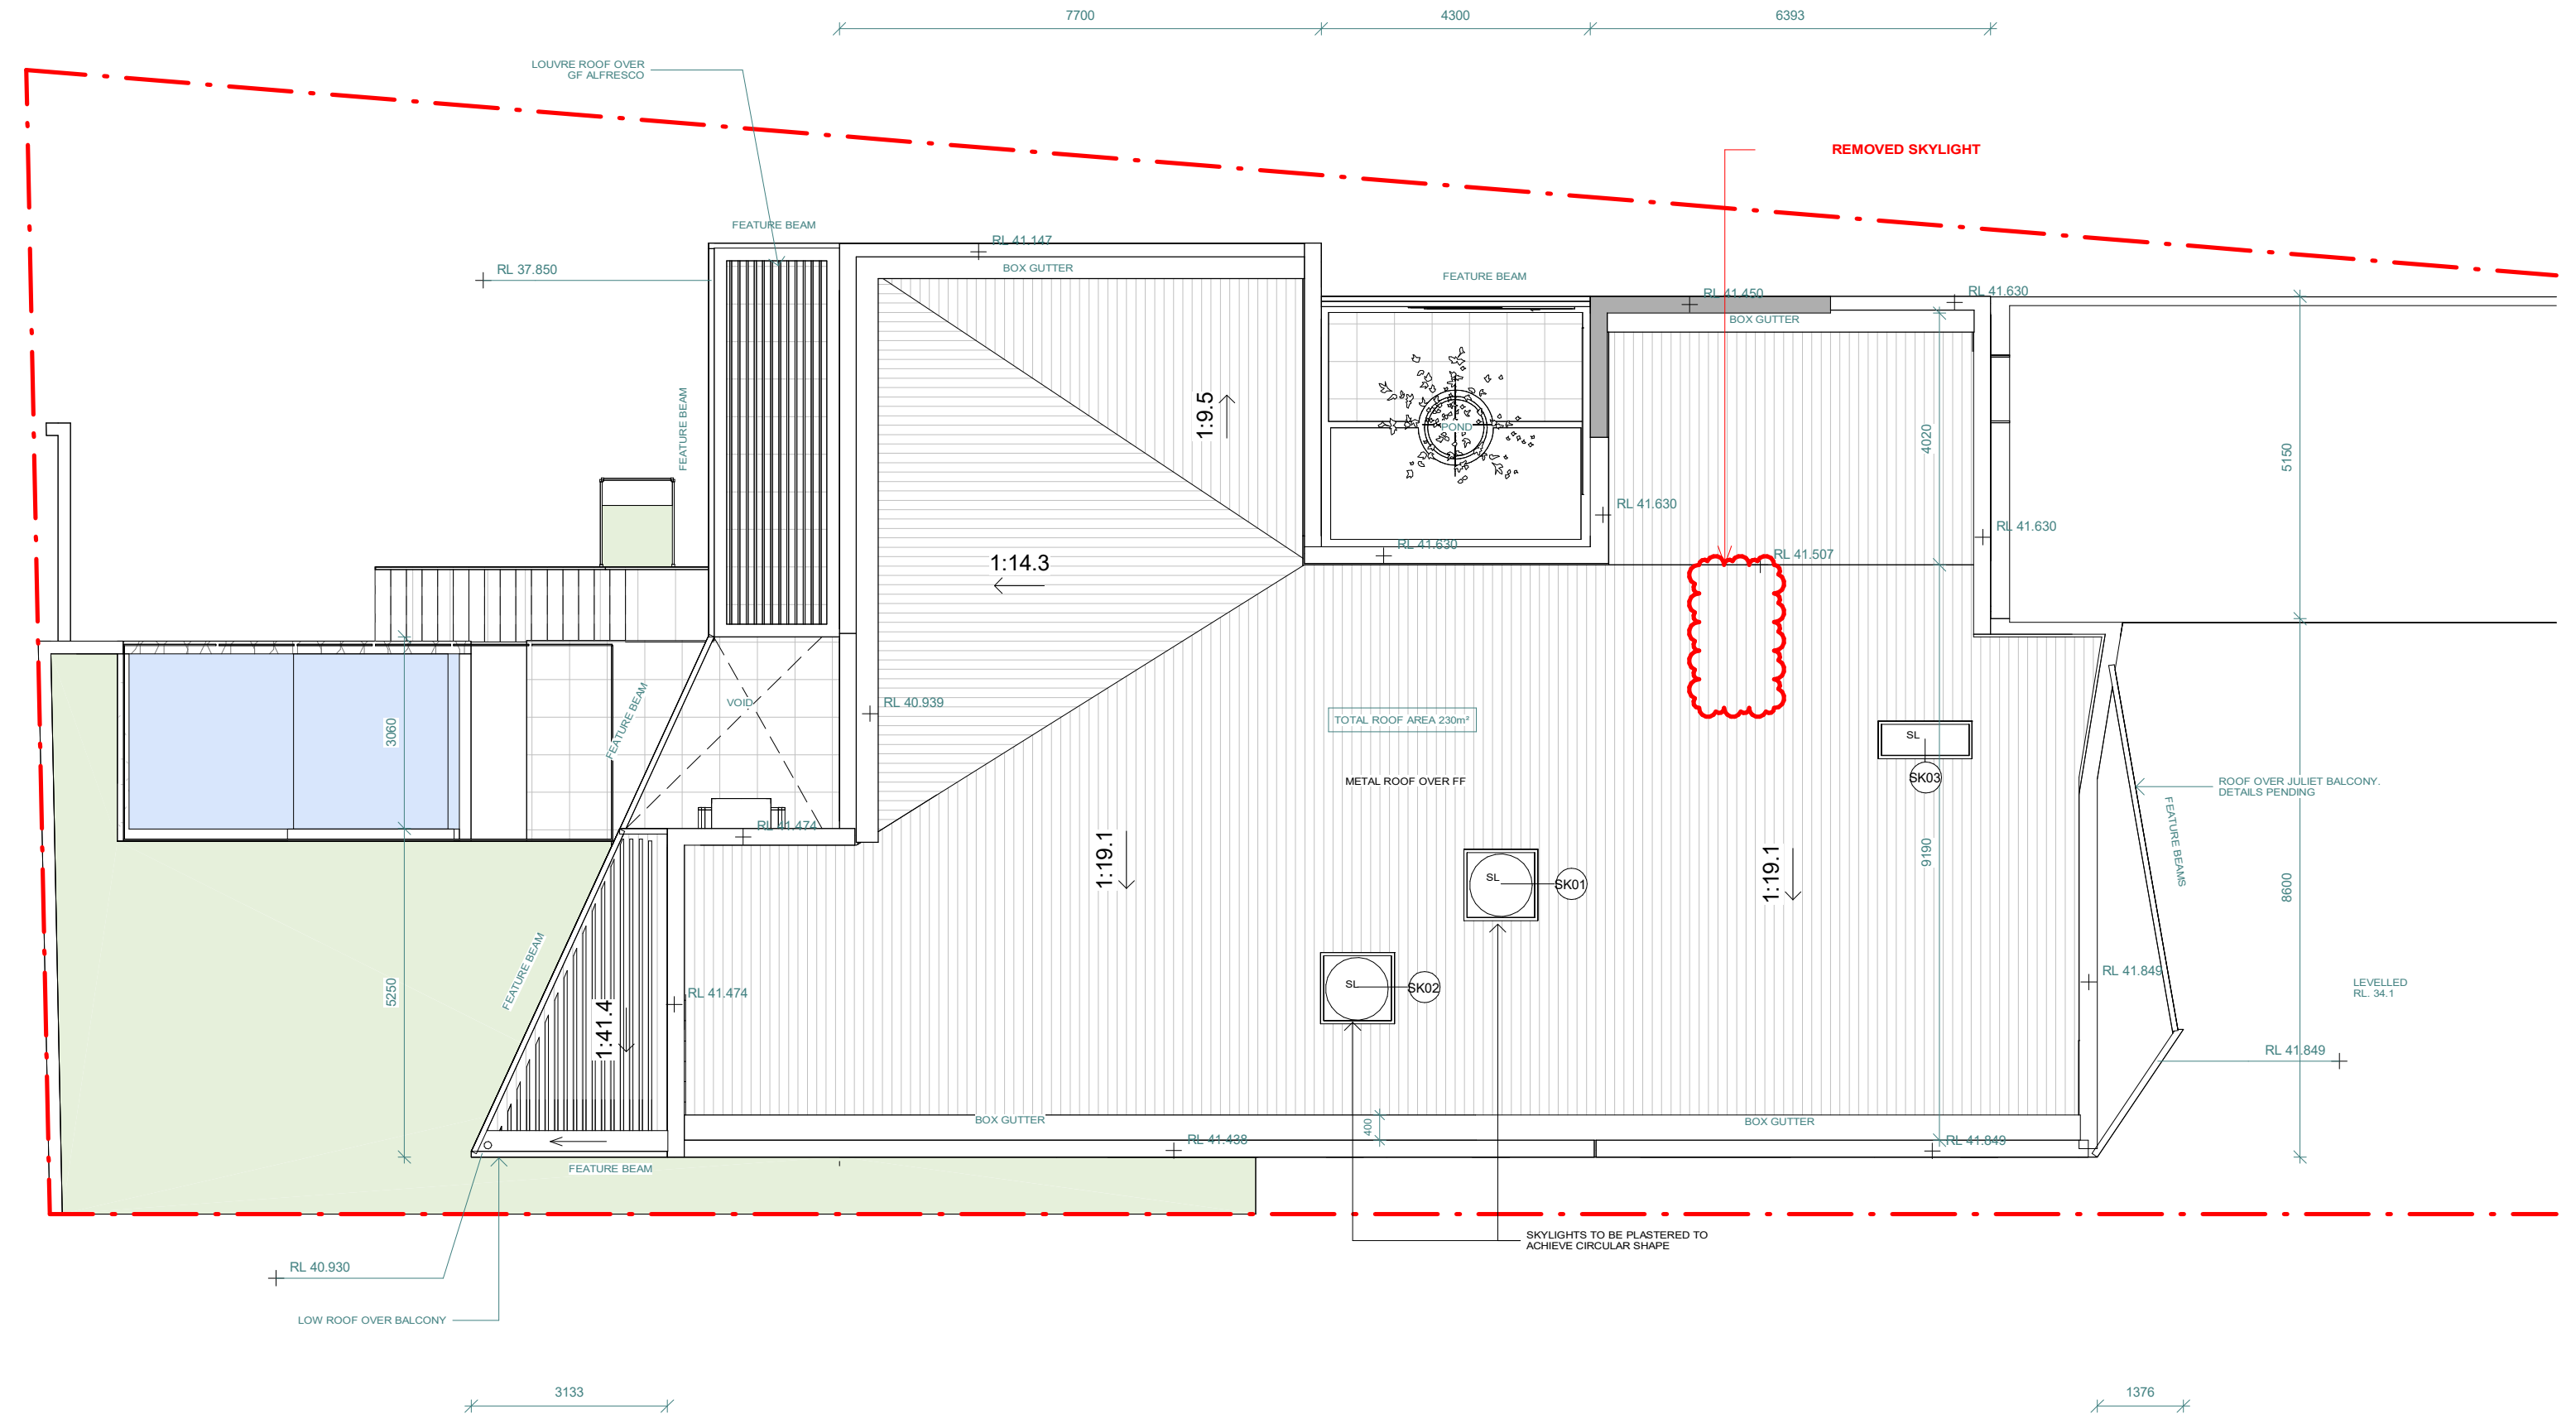 7700
4300
6393
LOUVRE ROOF OVER
GF ALFRESCO
REMOVED SKYLIGHT
FEATURE BEAM
RL 41.147
RL 37.850
BOX GUTTER
FEATURE BEAM
RL 41.450
RL 41.630
BOX GUTTER
FEATURE BEAM
1:9.5
POND
4020
5150
RL 41.630
RL 41.630
RL 41.630
RL 41.507
1:14.3
FEATURE BEAM
VOID
RL 40.939
3060
TOTAL ROOF AREA 230m²
SL
SK03
METAL ROOF OVER FF
ROOF OVER JULIET BALCONY.
DETAILS PENDING
FEATURE BEAMS
RL 41.474
1:19.1
1:19.1
9190
8600
SL
SK01
FEATURE BEAM
5250
RL 41.474
SL
SK02
RL 41.849
LEVELLED
RL. 34.1
1:41.4
RL 41.849
BOX GUTTER
400
BOX GUTTER
RL 41.438
RL 41.849
FEATURE BEAM
SKYLIGHTS TO BE PLASTERED TO
ACHIEVE CIRCULAR SHAPE
RL 40.930
LOW ROOF OVER BALCONY
3133
1376